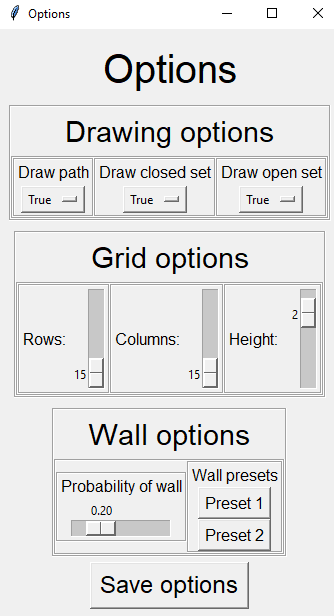 Options
Options
Drawing options
Draw path Draw closed set Draw open set
True True True
Grid options
2
Rows: Columns: Height:
15 15
Wall options
Probability of wall
0.20
Wall presets
Preset 1
Preset 2
Save options